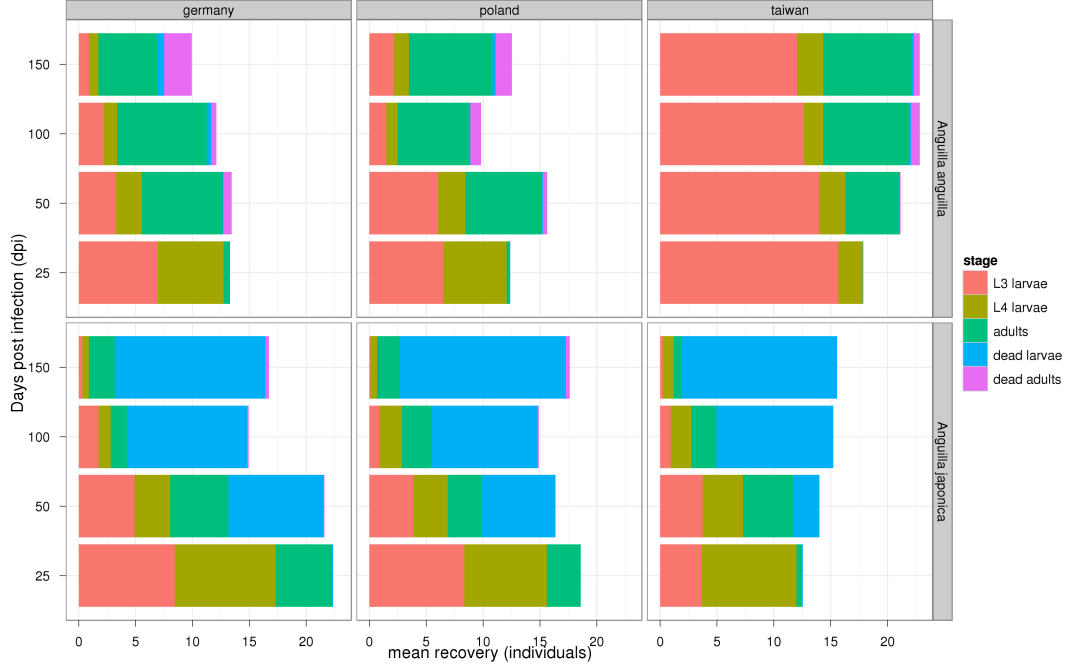 germany poland taiwan
Days post infection (dpi)
150
100
50
25
Anguilla anguilla
150
100
50
25
Anguilla japonica
0 5 10 15 20 0 5 10 15 20 0 5 10 15 20
mean recovery (individuals)
stage
L3 larvae
L4 larvae
adults
dead larvae
dead adults